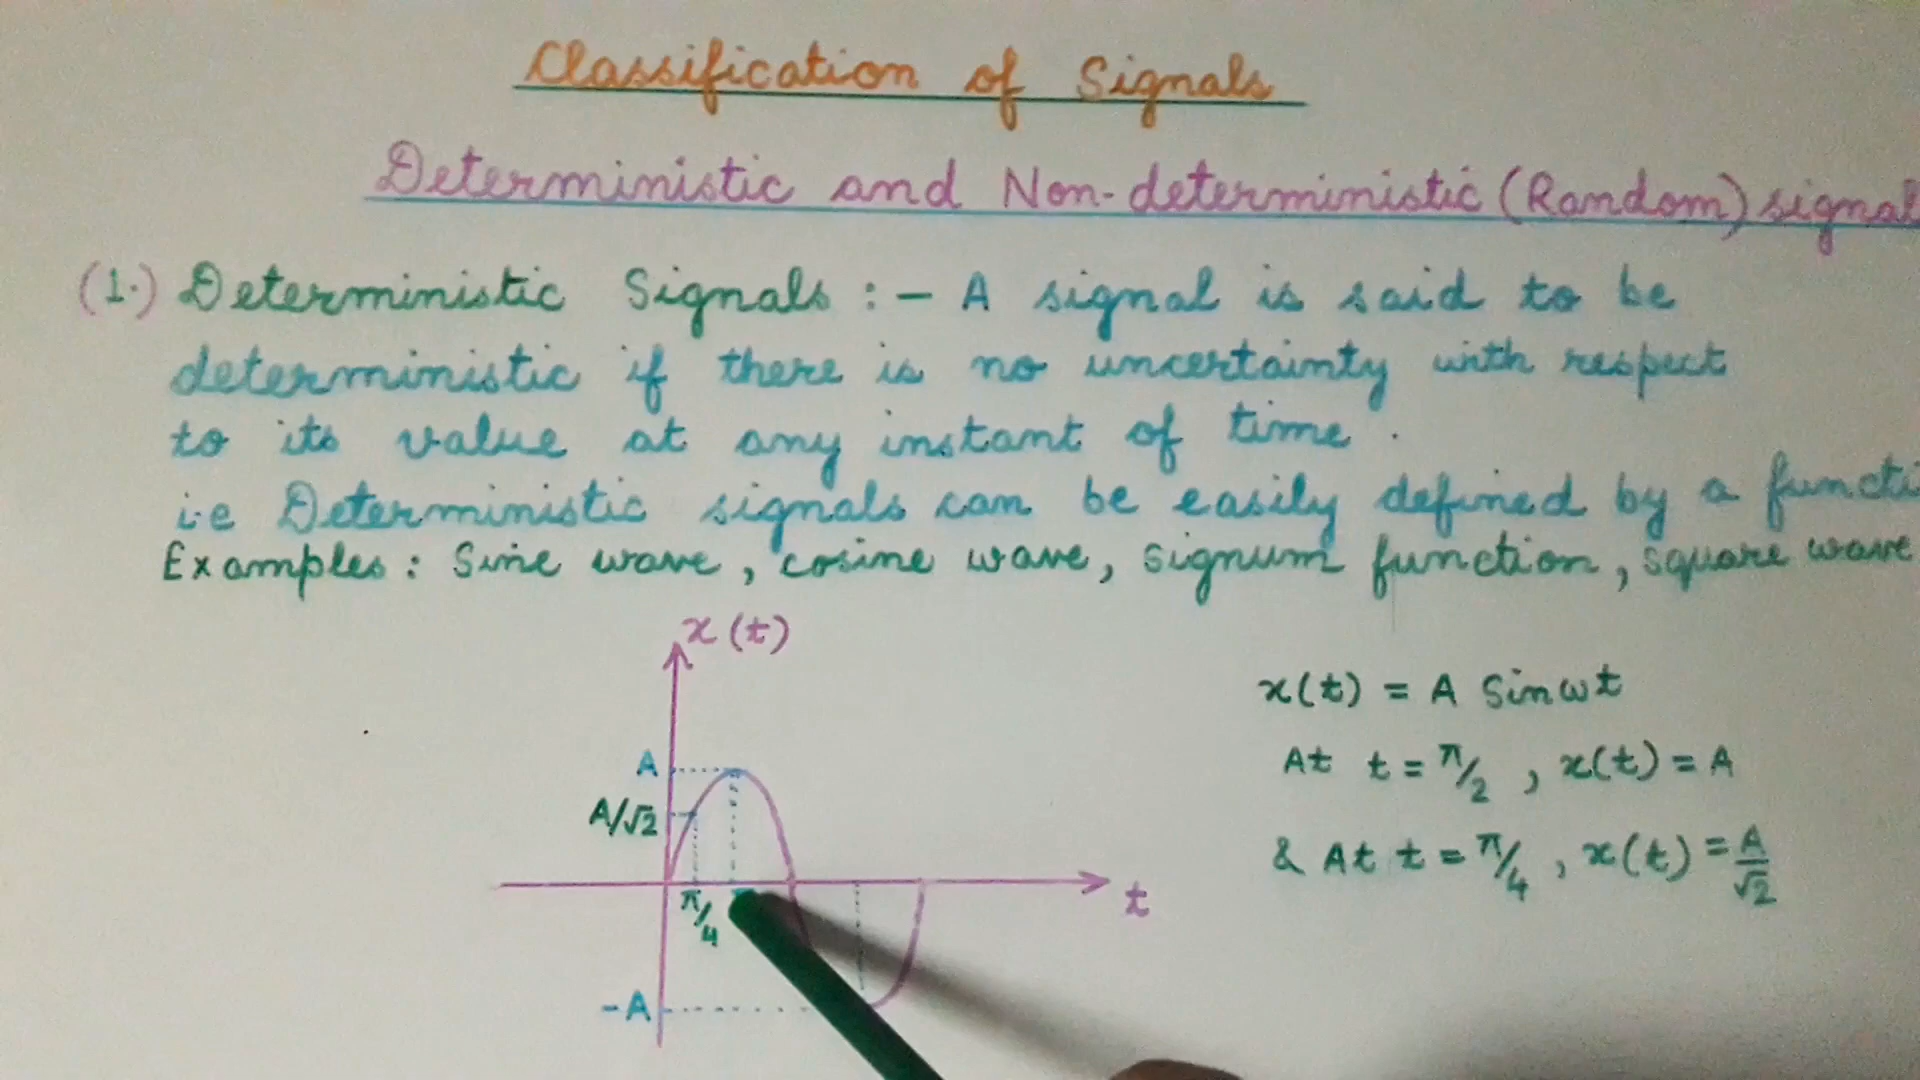 Classification of Signals
Deterministic and Non-deterministic (Random) signal
(1.) Deterministic Signals :- A signal is said to be
deterministic if there is no uncertainty with respect
to its value at any instant of time.
i.e Deterministic signals can be easily defined by a functi
Examples: Sine wave, cosine wave, signum function, square wave
x(t)
A
A/√2
π/4
t
-A
x(t) = A Sinωt
At t = π/2, x(t) = A
& At t = π/4, x(t) = A/√2